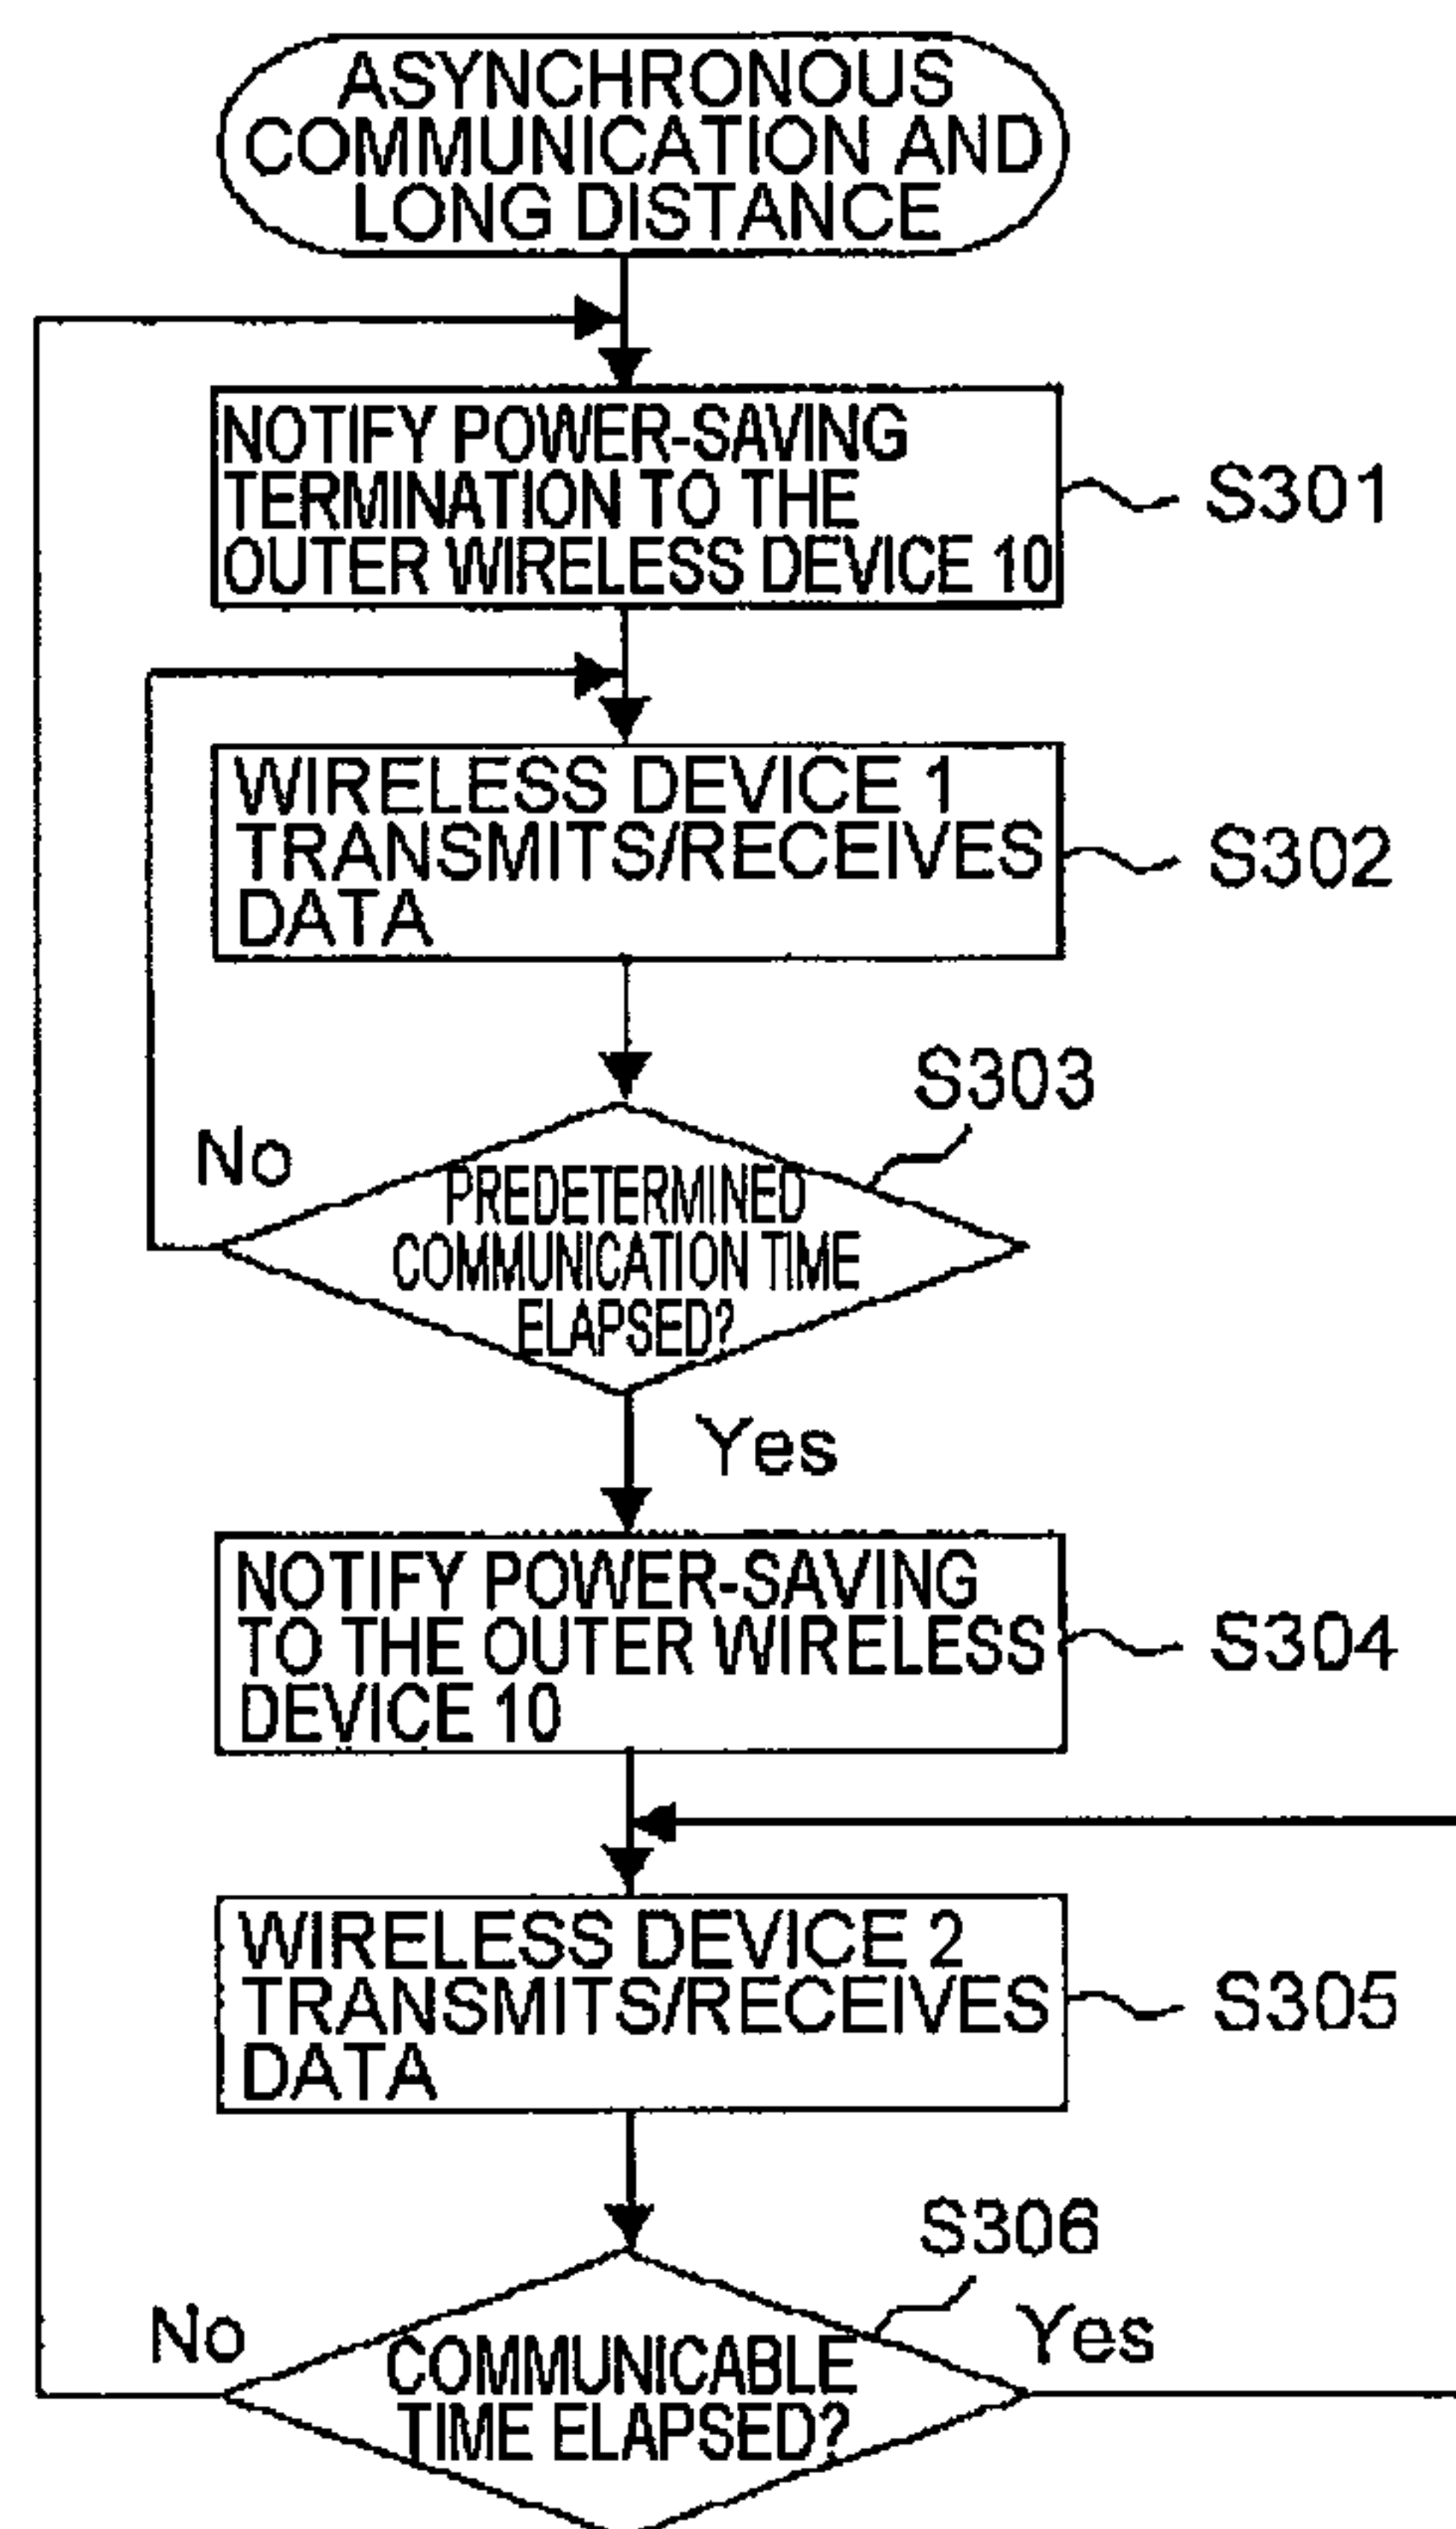 ASYNCHRONOUS
COMMUNICATION AND
LONG DISTANCE
NOTIFY POWER-SAVING
TERMINATION TO THE
OUTER WIRELESS DEVICE 10
S301
WIRELESS DEVICE 1
TRANSMITS/RECEIVES
DATA
S302
S303
No
PREDETERMINED
COMMUNICATION TIME
ELAPSED?
Yes
NOTIFY POWER-SAVING
TO THE OUTER WIRELESS
DEVICE 10
S304
WIRELESS DEVICE 2
TRANSMITS/RECEIVES
DATA
S305
S306
No
Yes
COMMUNICABLE
TIME ELAPSED?